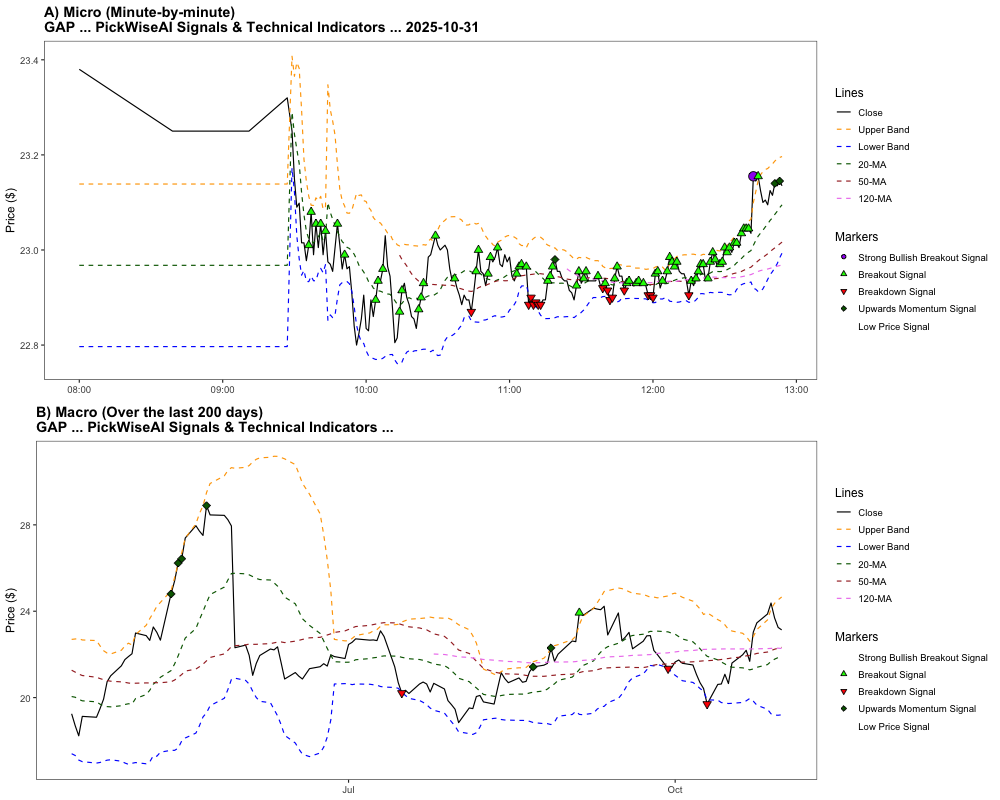 A) Micro (Minute-by-minute)
GAP ... PickWiseAI Signals & Technical Indicators ... 2025-10-31
Price ($)
23.4
23.2
23.0
22.8
08:00
09:00
10:00
11:00
12:00
13:00
Lines
Close
Upper Band
Lower Band
20-MA
50-MA
120-MA
Markers
Strong Bullish Breakout Signal
Breakout Signal
Breakdown Signal
Upwards Momentum Signal
Low Price Signal
B) Macro (Over the last 200 days)
GAP ... PickWiseAI Signals & Technical Indicators ...
Price ($)
28
24
20
Jul
Oct
Lines
Close
Upper Band
Lower Band
20-MA
50-MA
120-MA
Markers
Strong Bullish Breakout Signal
Breakout Signal
Breakdown Signal
Upwards Momentum Signal
Low Price Signal